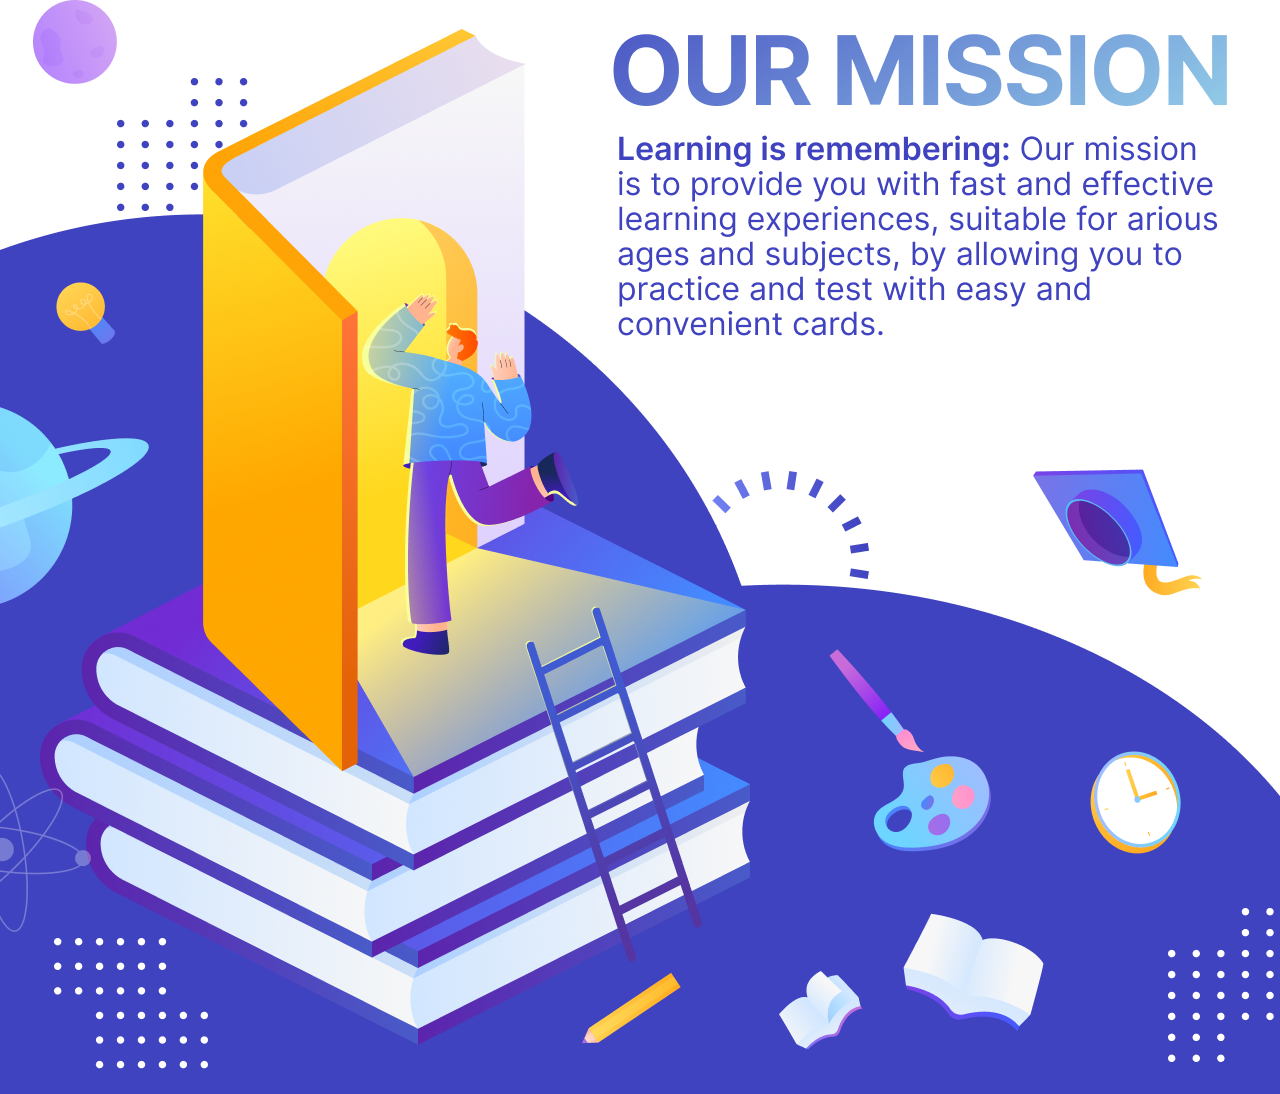 OUR MISSION
Learning is remembering: Our mission
is to provide you with fast and effective
learning experiences, suitable for arious
ages and subjects, by allowing you to
practice and test with easy and
convenient cards.